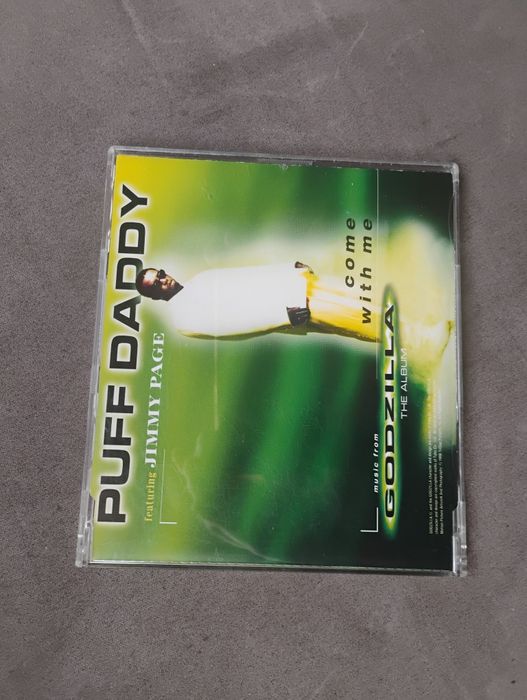 PUFF DADDY
featuring JIMMY PAGE
come
with me
music from
GODZILLA
THE ALBUM